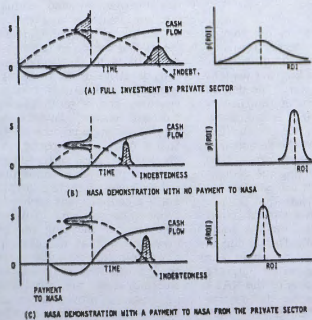 $
CASH
FLOW
0
TIME
INDEBT.
p(ROI)
ROI
(A) FULL INVESTMENT BY PRIVATE SECTOR
$
CASH
FLOW
0
TIME
INDEBTEDNESS
p(ROI)
ROI
(B) NASA DEMONSTRATION WITH NO PAYMENT TO NASA
$
CASH
FLOW
0
TIME
INDEBTEDNESS
p(ROI)
ROI
PAYMENT
TO NASA
(C) NASA DEMONSTRATION WITH A PAYMENT TO NASA FROM THE PRIVATE SECTOR